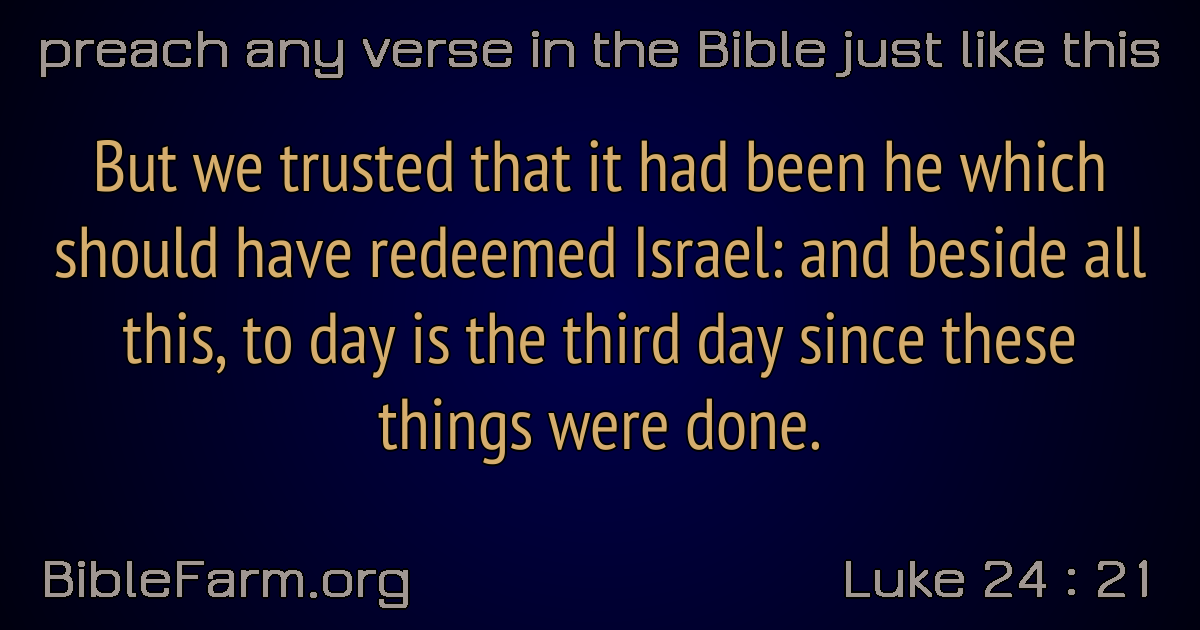 preach any verse in the Bible just like this
But we trusted that it had been he which
should have redeemed Israel: and beside all
this, to day is the third day since these
things were done.
BibleFarm.org
Luke 24 : 21